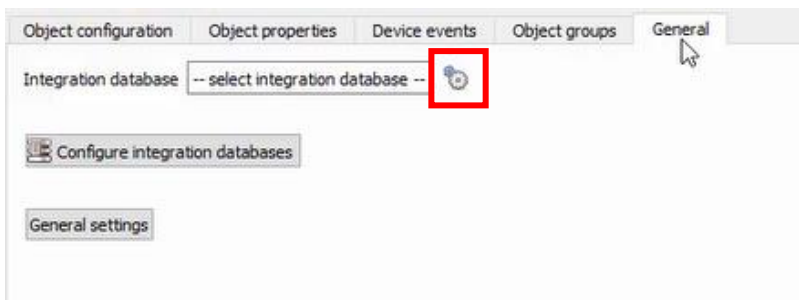 Object configuration Object properties Device events Object groups General
Integration database -- select integration database --
Configure integration databases
General settings